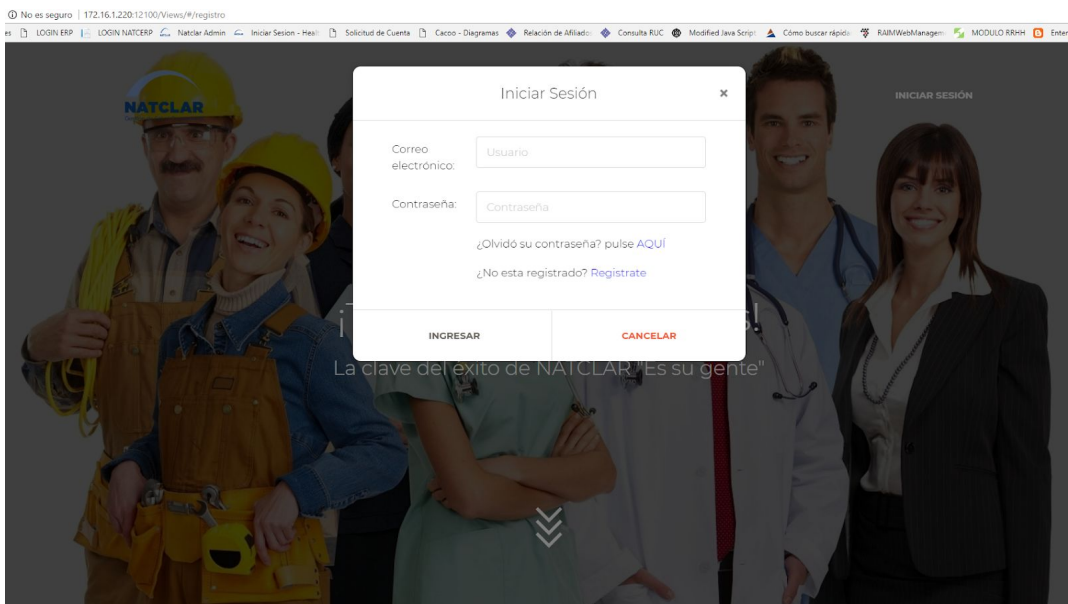 No es seguro | 172.16.1.220:12100/Views/#/registro
es LOGIN ERP LOGIN NATCERP Natclar Admin Iniciar Sesion - Heal Solicitud de Cuenta Cacoo - Diagramas Relación de Afiliado Consulta RUC Modified Java Script Cómo buscar rápido RAIMWebManagem MODULO RRHH Enter
NATCLAR
INICIAR SESIÓN
Iniciar Sesión
×
Correo electrónico:
Usuario
Contraseña:
Contraseña
¿Olvidó su contraseña? pulse AQUÍ
¿No esta registrado? Registrate
INGRESAR
CANCELAR
La clave del éxito de NATCLAR "Es su gente"